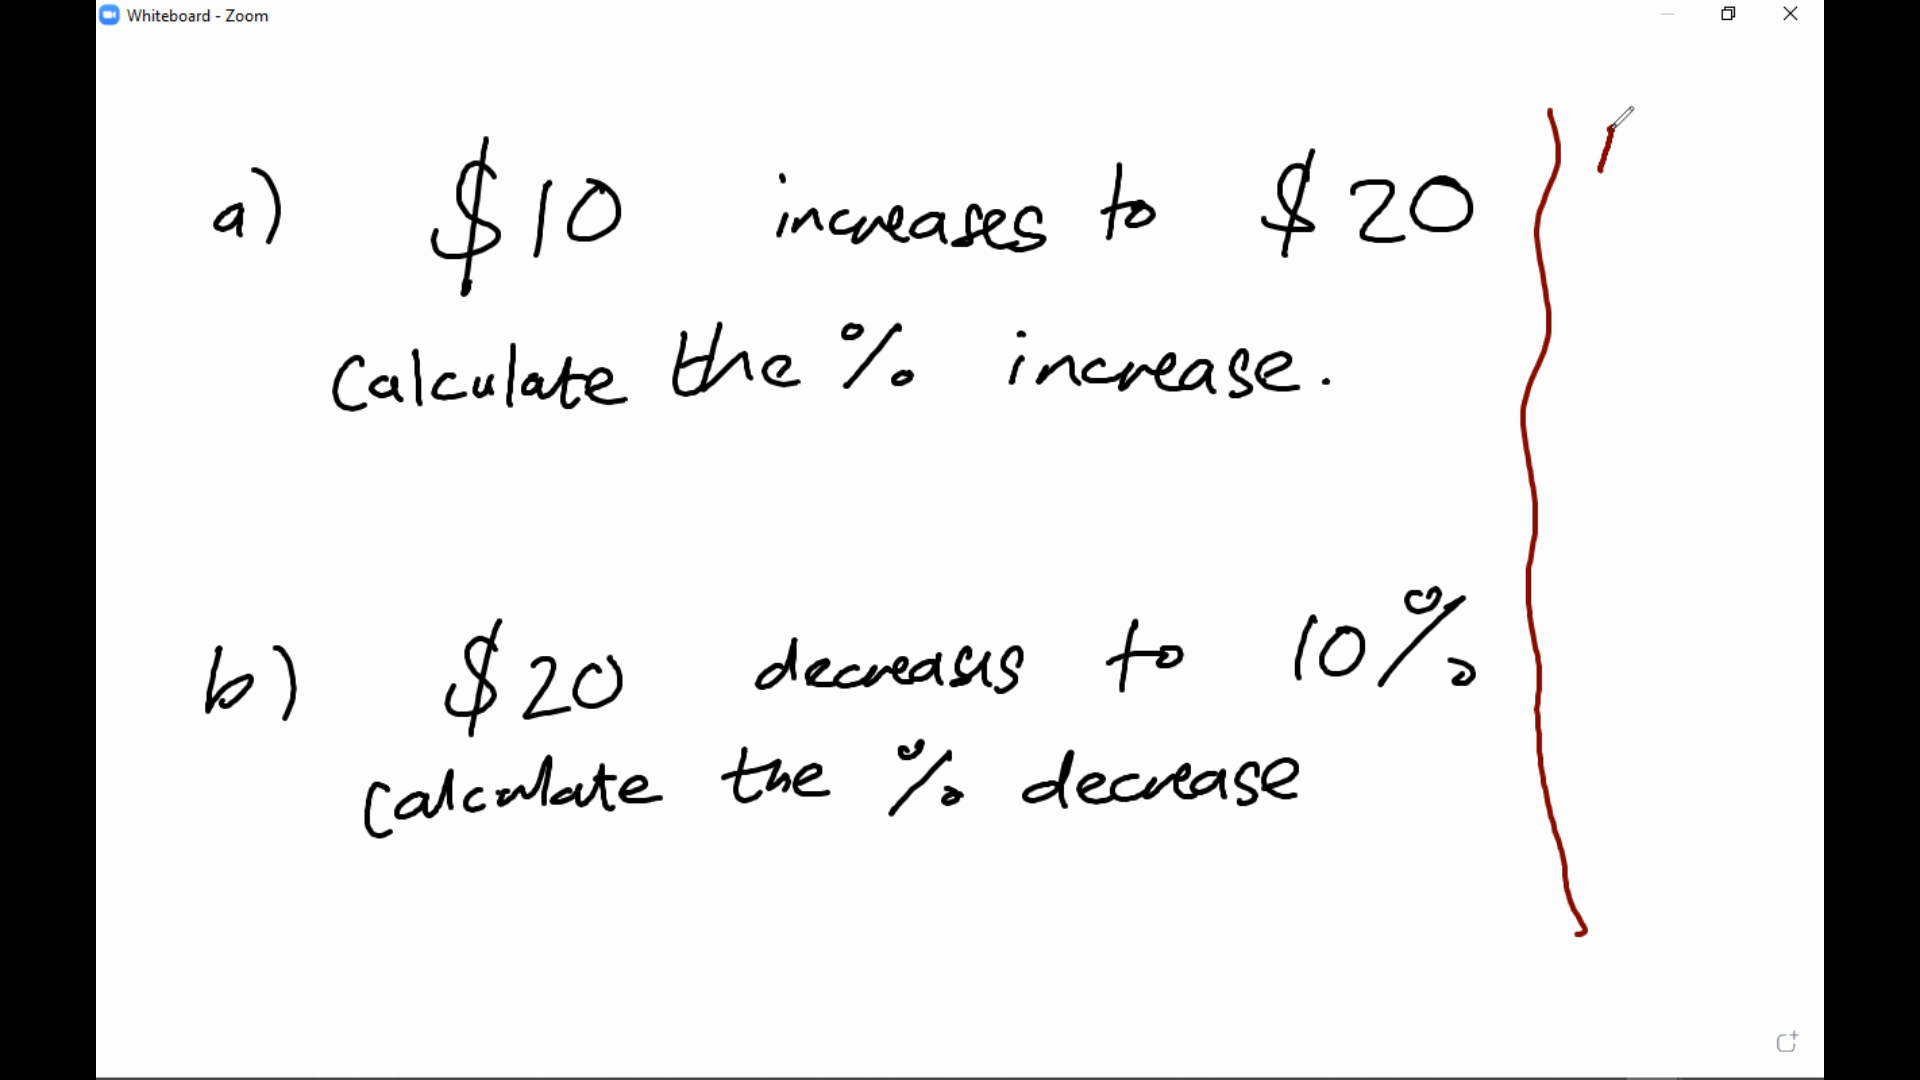 Whiteboard - Zoom
a) $10 increases to $20
Calculate the % increase.
b) $20 decreases to 10%
Calculate the % decrease